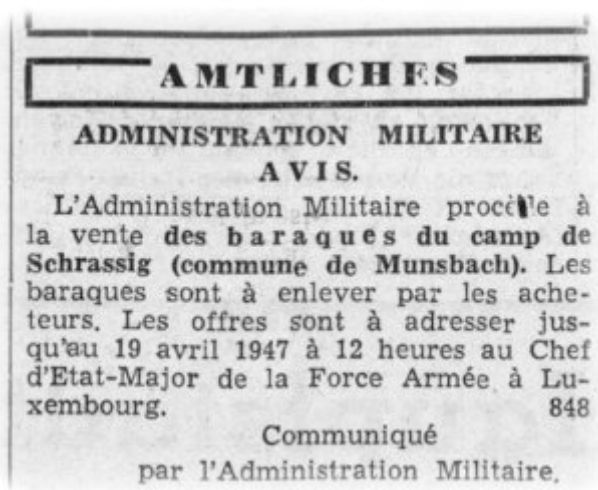 AMTLICHES
ADMINISTRATION MILITAIRE
AVIS.
L'Administration Militaire procède à
la vente des baraques du camp de
Schrassig (commune de Munsbach). Les
baraques sont à enlever par les ache-
teurs. Les offres sont à adresser jus-
qu'au 19 avril 1947 à 12 heures au Chef
d'Etat-Major de la Force Armée à Lu-
xembourg. 848
Communiqué
par l'Administration Militaire.